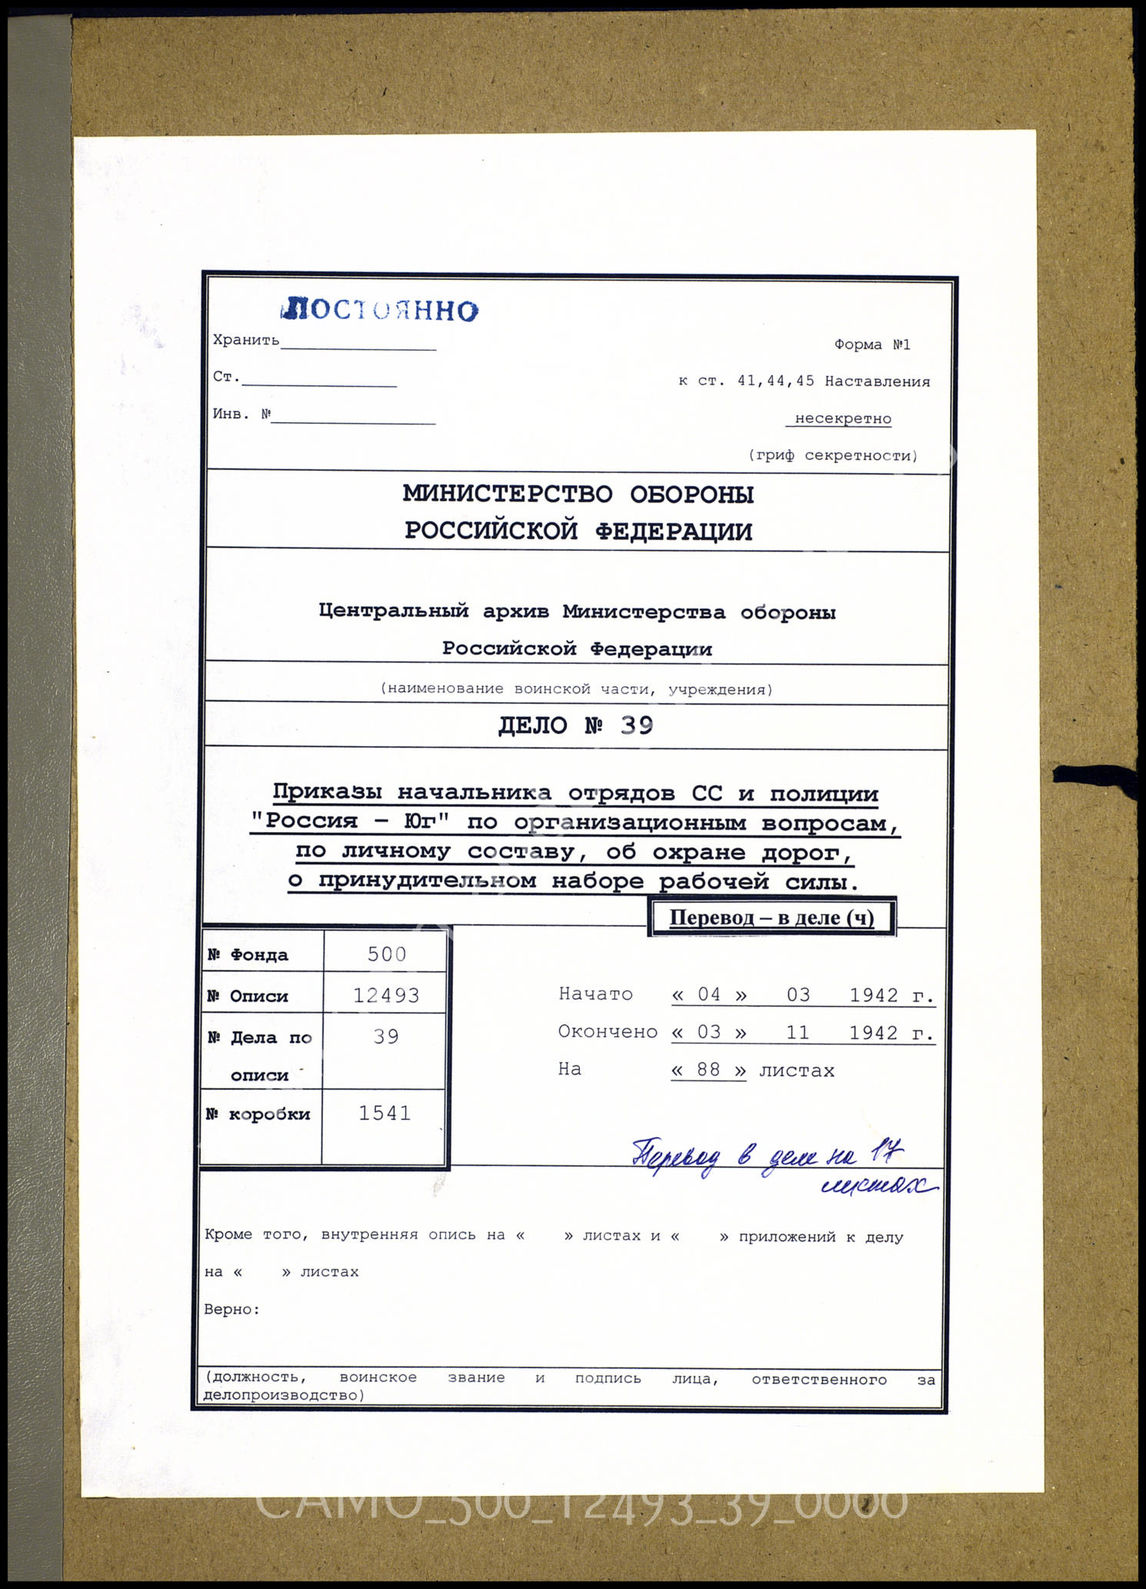 ПОСТОЯННО
Хранить
Форма №1
Ст.
к ст. 41,44,45 Наставления
Инв. №
несекретно
(гриф секретности)
МИНИСТЕРСТВО ОБОРОНЫ
РОССИЙСКОЙ ФЕДЕРАЦИИ
Центральный архив Министерства обороны
Российской Федерации
(наименование воинской части, учреждения)
ДЕЛО № 39
Приказы начальника отрядов СС и полиции
"Россия – Юг" по организационным вопросам,
по личному составу, об охране дорог,
о принудительном наборе рабочей силы.
Перевод – в деле (ч)
№ Фонда 500
№ Описи 12493
№ Дела по описи 39
№ коробки 1541
Начато « 04 » 03 1942 г.
Окончено « 03 » 11 1942 г.
На « 88 » листах
Перевод в деле на 17
листах
Кроме того, внутренняя опись на « » листах и « » приложений к делу
на « » листах
Верно:
(должность, воинское звание и подпись лица, ответственного за
делопроизводство)
CAMO_500_12493_39_0000